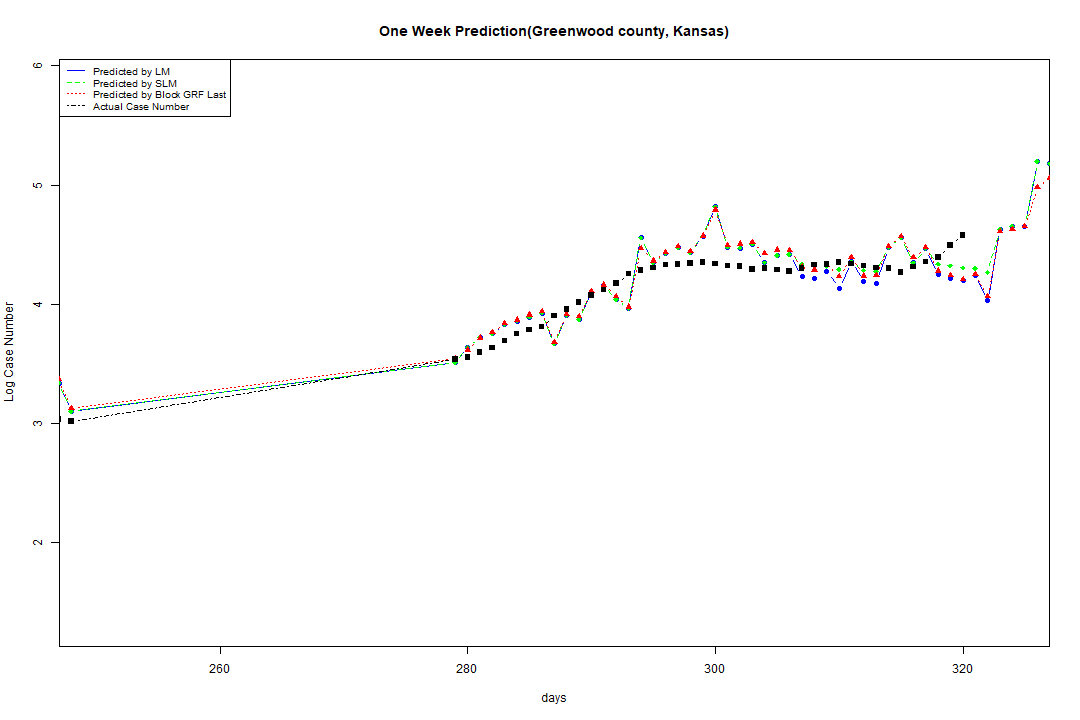 One Week Prediction(Greenwood county, Kansas)
Predicted by LM
Predicted by SLM
Predicted by Block GRF Last
Actual Case Number
6
5
4
3
2
Log Case Number
260 280 300 320
days